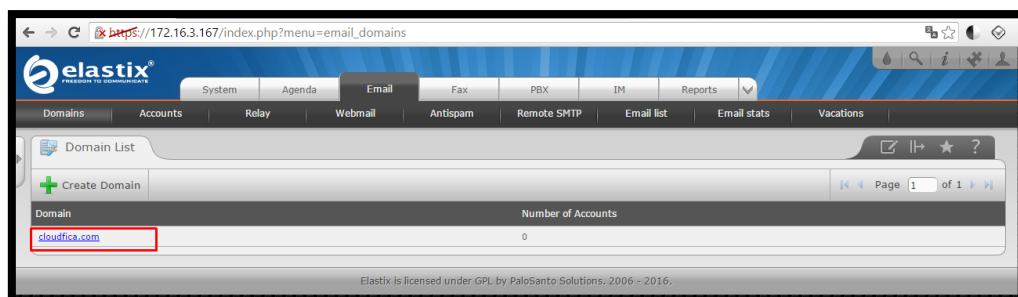 https://172.16.3.167/index.php?menu=email_domains
elastix®
FREEDOM TO COMMUNICATE
System Agenda Email Fax PBX IM Reports
Domains Accounts Relay Webmail Antispam Remote SMTP Email list Email stats Vacations
Domain List
Create Domain Page 1 of 1
Domain Number of Accounts
cloudfica.com 0
Elastix is licensed under GPL by PaloSanto Solutions. 2006 - 2016.